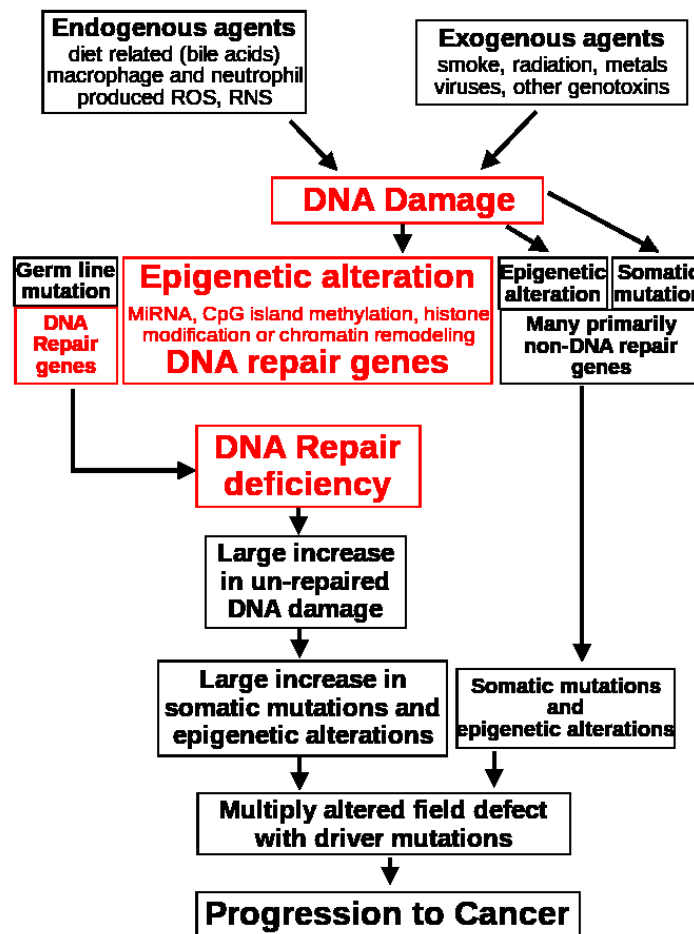 Endogenous agents
diet related (bile acids)
macrophage and neutrophil
produced ROS, RNS
Exogenous agents
smoke, radiation, metals
viruses, other genotoxins
DNA Damage
Germ line
mutation
DNA
Repair
genes
Epigenetic alteration
MiRNA, CpG island methylation, histone
modification or chromatin remodeling
DNA repair genes
Epigenetic
alteration
Somatic
mutation
Many primarily
non-DNA repair
genes
DNA Repair
deficiency
Large increase
in un-repaired
DNA damage
Large increase in
somatic mutations and
epigenetic alterations
Somatic mutations
and
epigenetic alterations
Multiply altered field defect
with driver mutations
Progression to Cancer